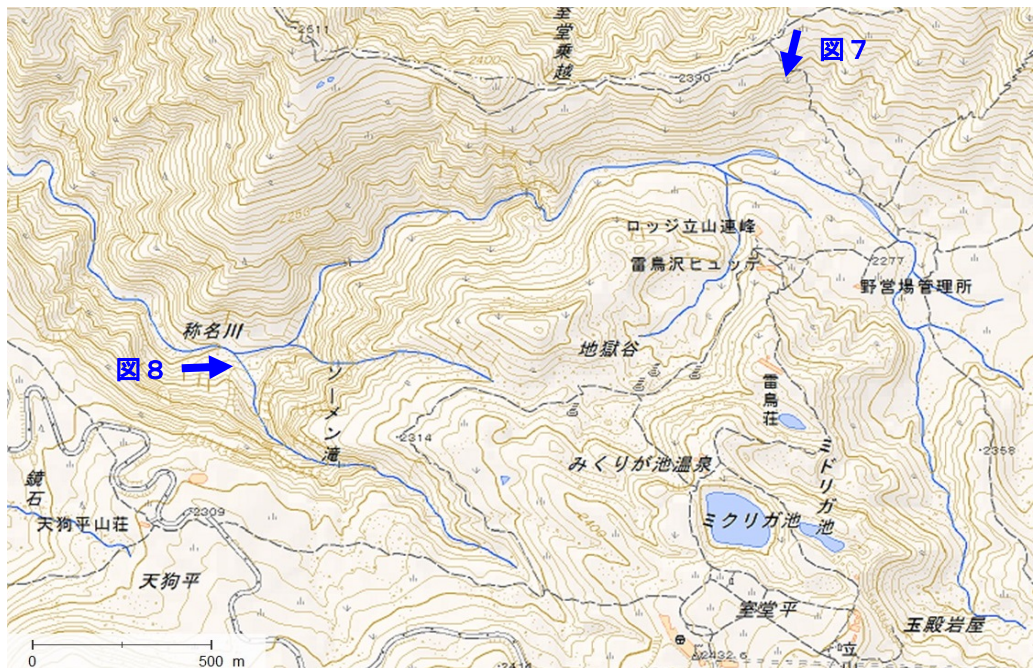 2611
室堂乗越
2400
2390
図７
ロッジ立山連峰
雷鳥沢ヒュッテ
2277
野営場管理所
2250
称名川
図８
地獄谷
ソーメン滝
雷鳥荘
2314
ミドリガ池
みくりが池温泉
2358
鏡石
天狗平山荘
2309
2400
ミクリガ池
天狗平
室堂平
玉殿岩屋
立
2432.6
2414
0
500 m